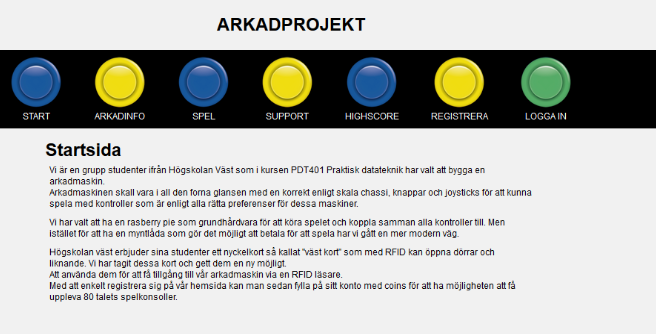 ARKADPROJEKT
START
ARKADINFO
SPEL
SUPPORT
HIGHSCORE
REGISTRERA
LOGGA IN
Startsida
Vi är en grupp studenter ifrån Högskolan Väst som i kursen PDT401 Praktisk datateknik har valt att bygga en
arkadmaskin.
Arkadmaskinen skall vara i all den forna glansen med en korrekt enligt skala chassi, knappar och joysticks för att kunna
spela med kontroller som är enligt alla rätta preferenser för dessa maskiner.
Vi har valt att ha en rasberry pie som grundhårdvara för att köra spelet och koppla samman alla kontroller till. Men
istället för att ha en myntlåda som gör det möjligt att betala för att spela har vi gått en mer modern väg.
Högskolan väst erbjuder sina studenter ett nyckelkort så kallat "väst kort" som med RFID kan öppna dörrar och
liknande. Vi har tagit dessa kort och gett dem en ny möjligt.
Att använda dem för att få tillgång till vår arkadmaskin via en RFID läsare.
Med att enkelt registrera sig på vår hemsida kan man sedan fylla på sitt konto med coins för att ha möjligheten att få
uppleva 80 talets spelkonsoller.